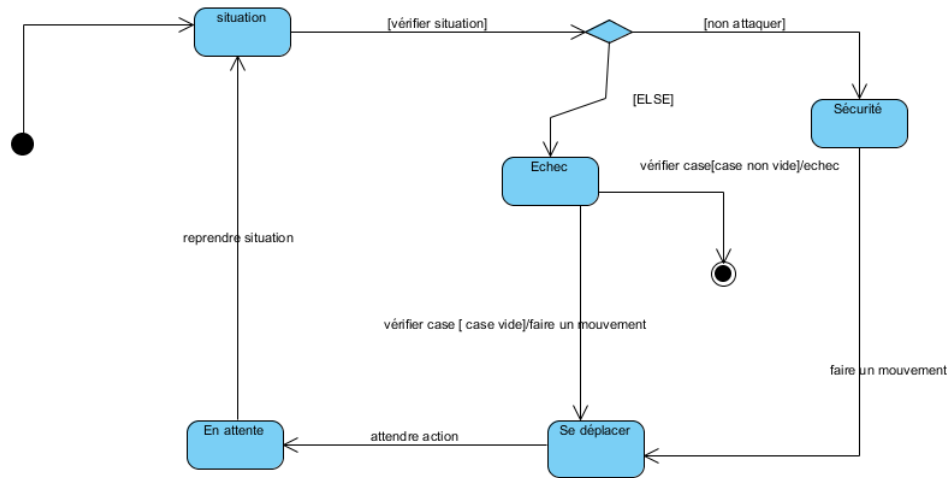 situation
[vérifier situation]
[non attaquer]
[ELSE]
Sécurité
Echec
vérifier case[case non vide]/echec
reprendre situation
vérifier case [ case vide]/faire un mouvement
faire un mouvement
En attente
attendre action
Se déplacer